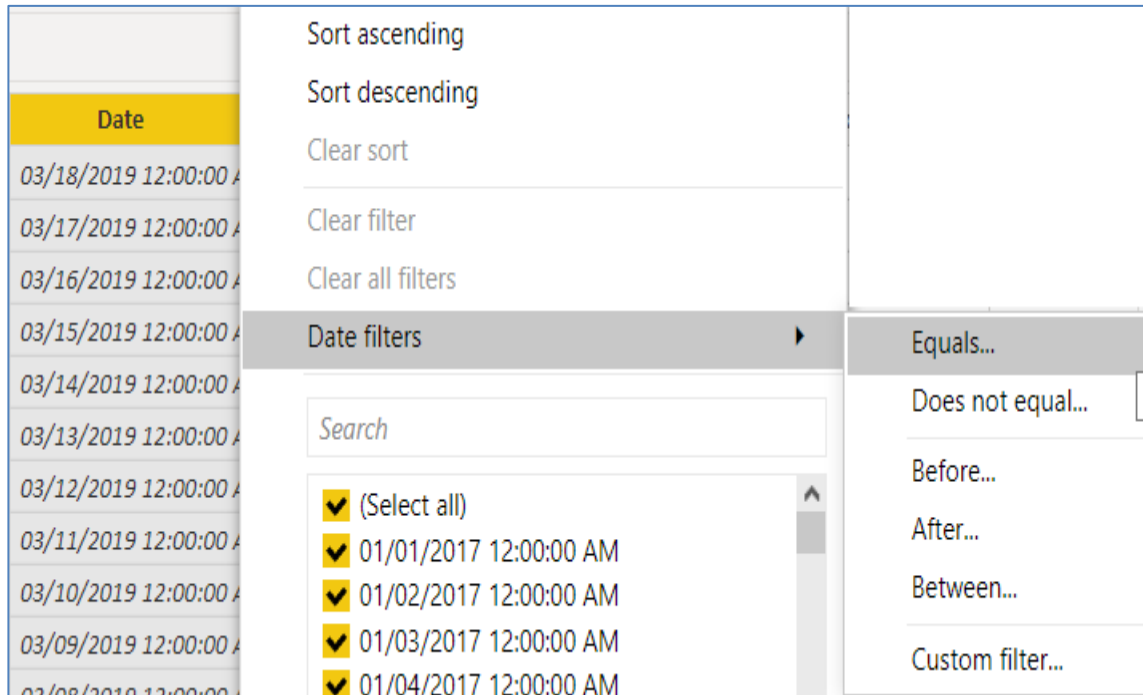 Date
03/18/2019 12:00:00
03/17/2019 12:00:00
03/16/2019 12:00:00
03/15/2019 12:00:00
03/14/2019 12:00:00
03/13/2019 12:00:00
03/12/2019 12:00:00
03/11/2019 12:00:00
03/10/2019 12:00:00
03/09/2019 12:00:00
03/08/2019 12:00:00
Sort ascending
Sort descending
Clear sort
Clear filter
Clear all filters
Date filters
Search
(Select all)
01/01/2017 12:00:00 AM
01/02/2017 12:00:00 AM
01/03/2017 12:00:00 AM
01/04/2017 12:00:00 AM
Equals...
Does not equal...
Before...
After...
Between...
Custom filter...